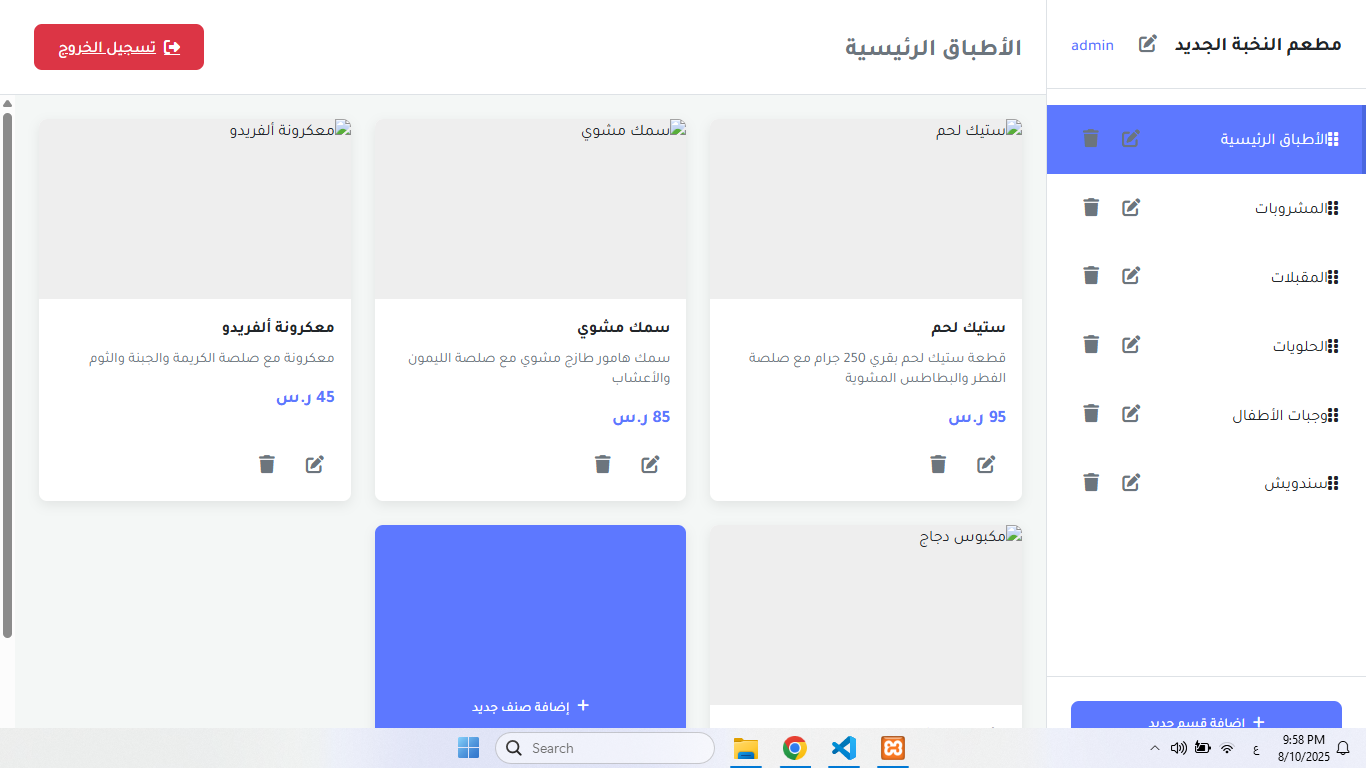 مطعم النخبة الجديد
admin
الأطباق الرئيسية
تسجيل الخروج
الأطباق الرئيسية
المشروبات
المقبلات
الحلويات
وجبات الأطفال
سندويش
إضافة قسم جديد
ستيك لحم
ستيك لحم
قطعة ستيك لحم بقري 250 جرام مع صلصة
الفطر والبطاطس المشوية
95 ر.س
سمك مشوي
سمك مشوي
سمك هامور طازج مشوي مع صلصة الليمون
والأعشاب
85 ر.س
معكرونة ألفريدو
معكرونة ألفريدو
معكرونة مع صلصة الكريمة والجبنة والثوم
45 ر.س
مكبوس دجاج
إضافة صنف جديد
Search
ع
9:58 PM
8/10/2025